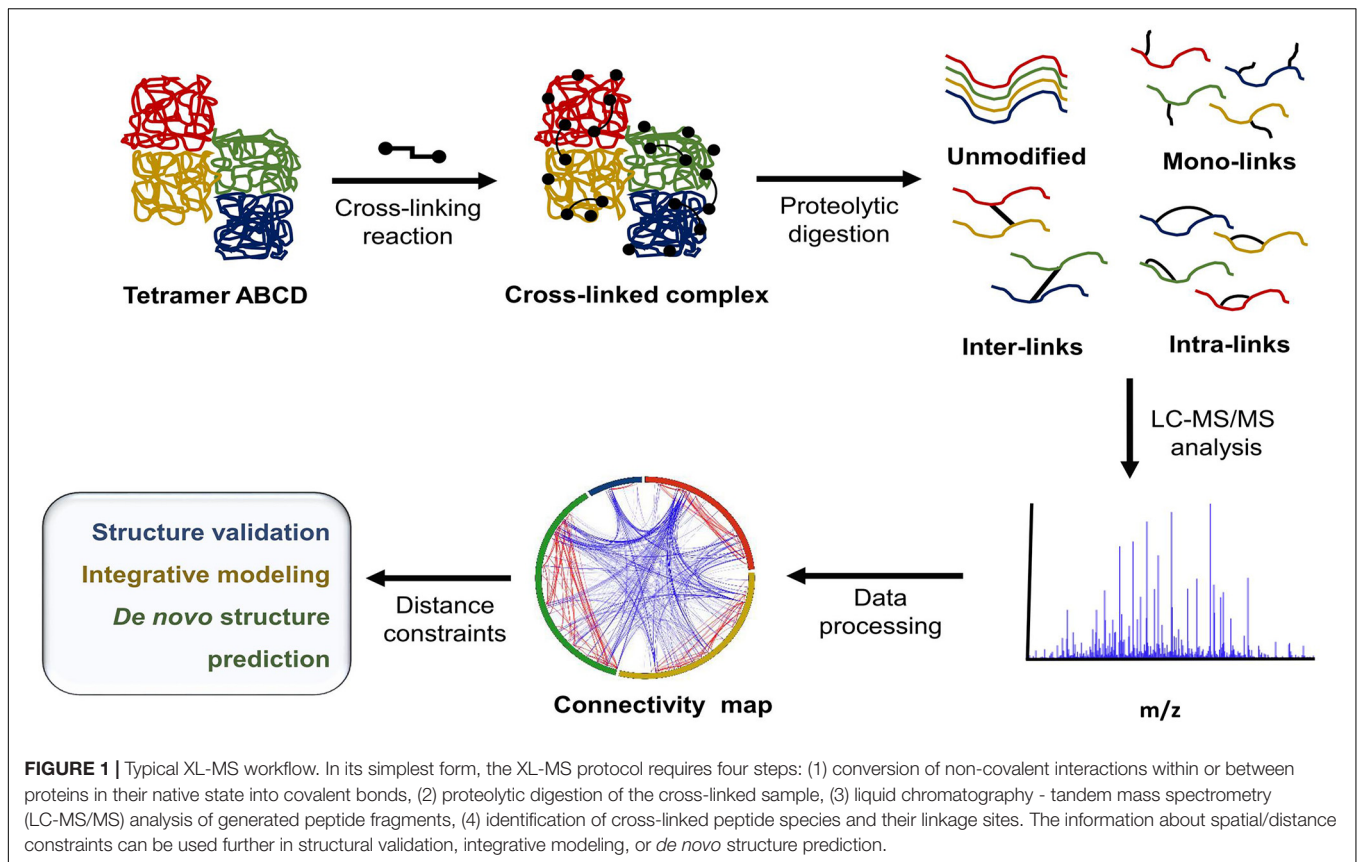 Cross-linking
reaction
Tetramer ABCD
Cross-linked complex
Proteolytic
digestion
Unmodified
Mono-links
Inter-links
Intra-links
LC-MS/MS
analysis
m/z
Data
processing
Connectivity map
Distance
constraints
Structure validation
Integrative modeling
De novo structure
prediction
FIGURE 1 | Typical XL-MS workflow. In its simplest form, the XL-MS protocol requires four steps: (1) conversion of non-covalent interactions within or between
proteins in their native state into covalent bonds, (2) proteolytic digestion of the cross-linked sample, (3) liquid chromatography - tandem mass spectrometry
(LC-MS/MS) analysis of generated peptide fragments, (4) identification of cross-linked peptide species and their linkage sites. The information about spatial/distance
constraints can be used further in structural validation, integrative modeling, or de novo structure prediction.